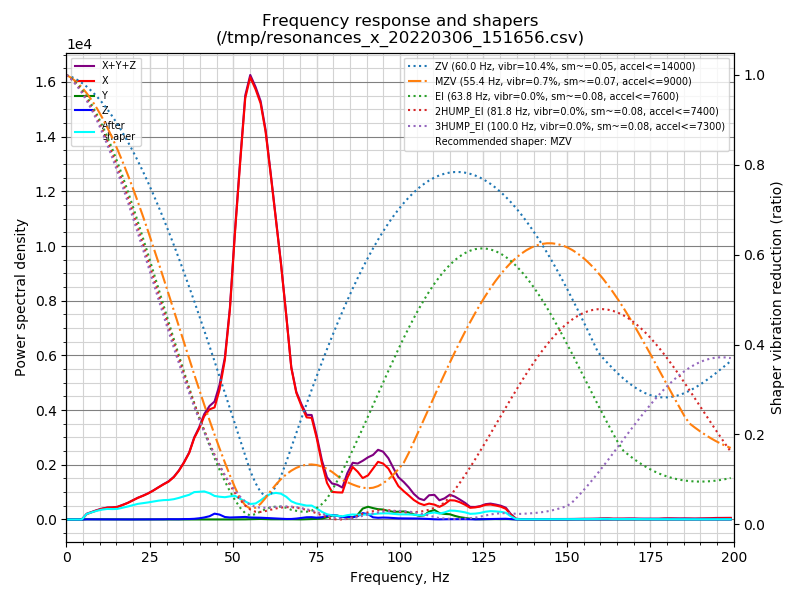 Frequency response and shapers
(/tmp/resonances_x_20220306_151656.csv)
1e4
X+Y+Z
X
Y
Z
After
shaper
ZV (60.0 Hz, vibr=10.4%, sm~=0.05, accel<=14000)
MZV (55.4 Hz, vibr=0.7%, sm~=0.07, accel<=9000)
EI (63.8 Hz, vibr=0.0%, sm~=0.08, accel<=7600)
2HUMP_EI (81.8 Hz, vibr=0.0%, sm~=0.08, accel<=7400)
3HUMP_EI (100.0 Hz, vibr=0.0%, sm~=0.08, accel<=7300)
Recommended shaper: MZV
Power spectral density
1.6
1.4
1.2
1.0
0.8
0.6
0.4
0.2
0.0
1.0
0.8
0.6
0.4
0.2
0.0
Shaper vibration reduction (ratio)
0 25 50 75 100 125 150 175 200
Frequency, Hz